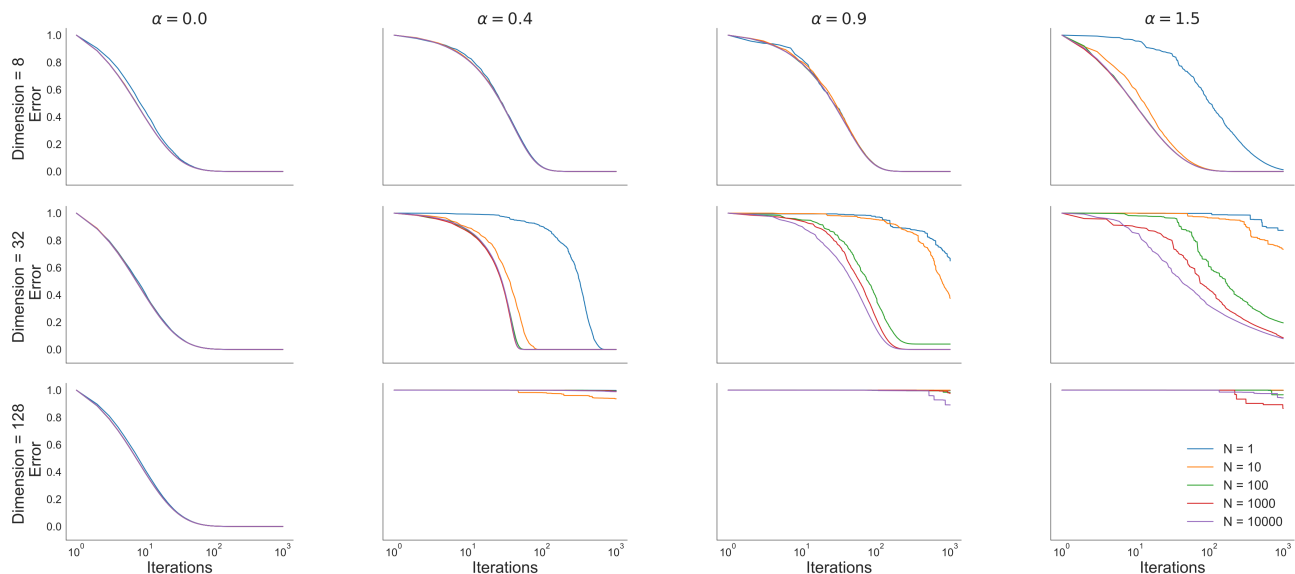 α = 0.0
α = 0.4
α = 0.9
α = 1.5
Dimension = 8
Error
1.0
0.8
0.6
0.4
0.2
0.0
Dimension = 32
Error
1.0
0.8
0.6
0.4
0.2
0.0
Dimension = 128
Error
1.0
0.8
0.6
0.4
0.2
0.0
N = 1
N = 10
N = 100
N = 1000
N = 10000
10⁰ 10¹ 10² 10³
10⁰ 10¹ 10² 10³
10⁰ 10¹ 10² 10³
10⁰ 10¹ 10² 10³
Iterations
Iterations
Iterations
Iterations